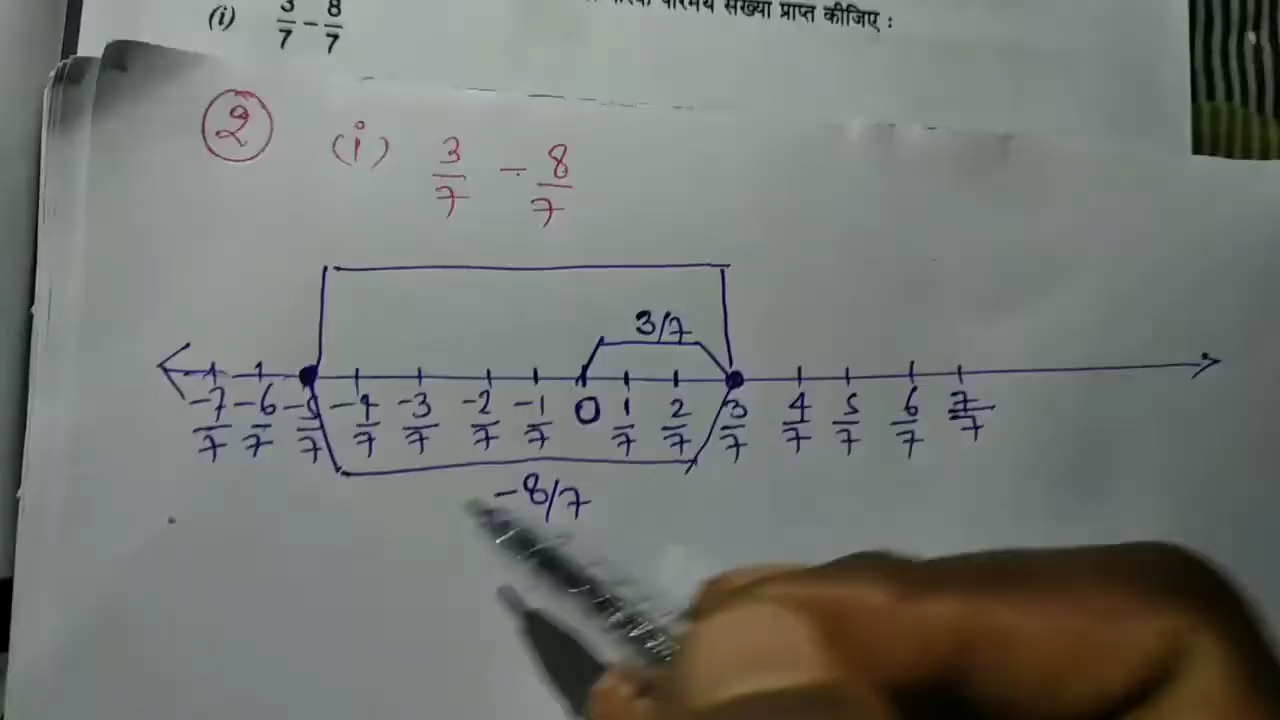 संख्या प्राप्त कीजिए :
(i) 3/7 – 8/7
② (i) 3/7 – 8/7
3/7
-7/7 -6/7 -5/7 -4/7 -3/7 -2/7 -1/7 0 1/7 2/7 3/7 4/7 5/7 6/7 7/7
-8/7